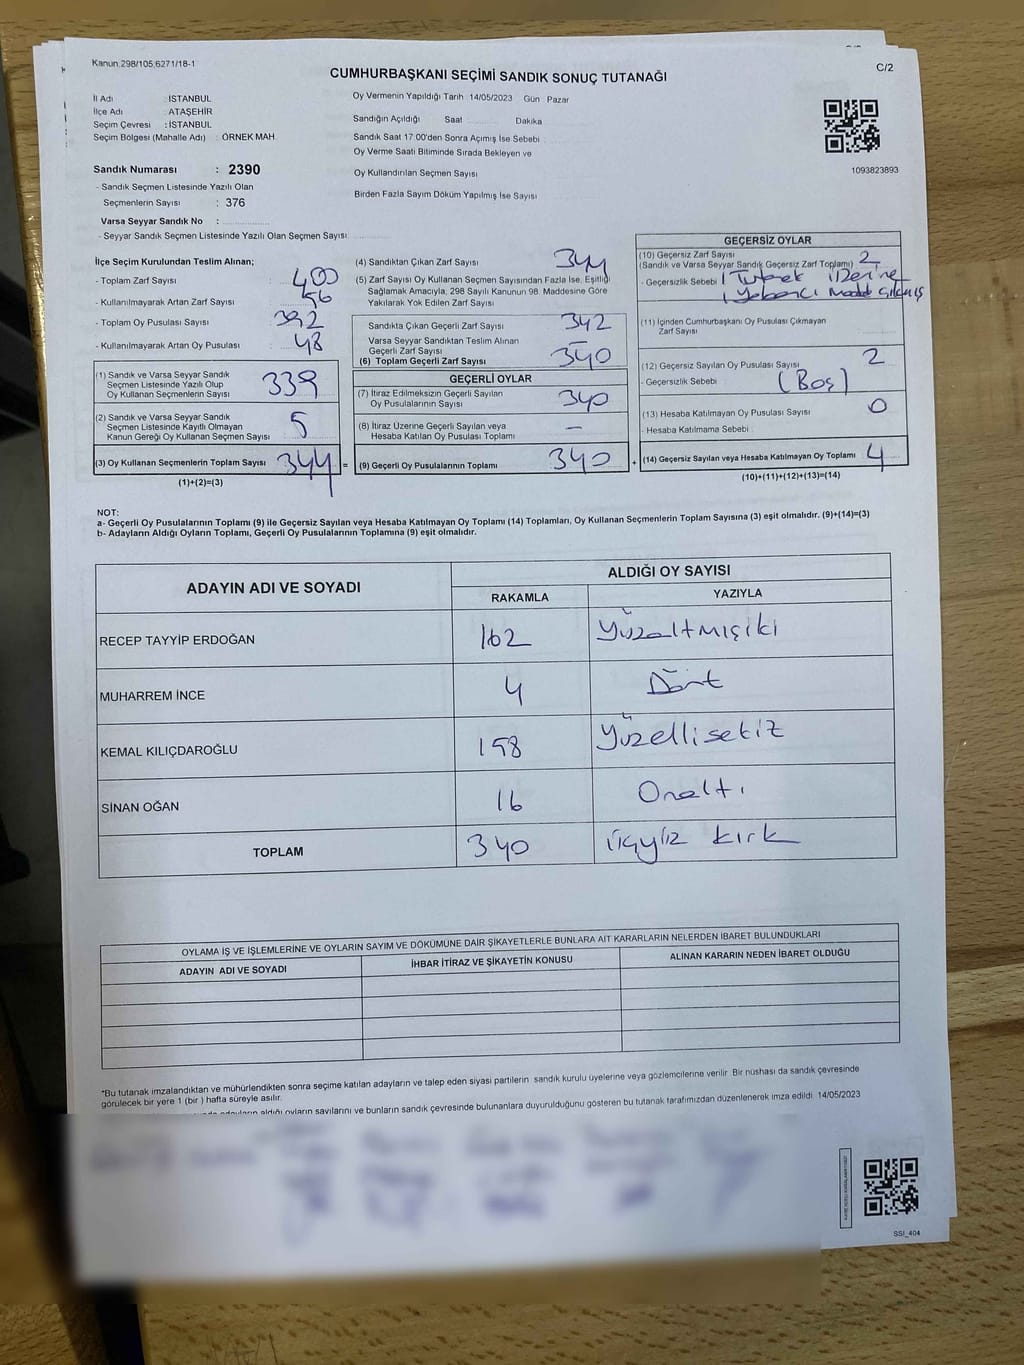 Kanun.298/105,6271/18-1
C/2
CUMHURBAŞKANI SEÇİMİ SANDIK SONUÇ TUTANAĞI
İl Adı : İSTANBUL
İlçe Adı : ATAŞEHİR
Seçim Çevresi : İSTANBUL
Seçim Bölgesi (Mahalle Adı) : ÖRNEK MAH.
Sandık Numarası : 2390
- Sandık Seçmen Listesinde Yazılı Olan
Seçmenlerin Sayısı : 376
Varsa Seyyar Sandık No :
- Seyyar Sandık Seçmen Listesinde Yazılı Olan Seçmen Sayısı:
Oy Vermenin Yapıldığı Tarih :14/05/2023 Gün : Pazar
Sandığın Açıldığı Saat Dakika
Sandık Saat 17:00'den Sonra Açılmış İse Sebebi :
Oy Verme Saati Bitiminde Sırada Bekleyen ve
Oy Kullandırılan Seçmen Sayısı :
Birden Fazla Sayım Döküm Yapılmış İse Sayısı :
1093823893
İlçe Seçim Kurulundan Teslim Alınan;
- Toplam Zarf Sayısı : 400
- Kullanılmayarak Artan Zarf Sayısı : 56
- Toplam Oy Pusulası Sayısı : 392
- Kullanılmayarak Artan Oy Pusulası : 48
(1) Sandık ve Varsa Seyyar Sandık
Seçmen Listesinde Yazılı Olup
Oy Kullanan Seçmenlerin Sayısı 339
(2) Sandık ve Varsa Seyyar Sandık
Seçmen Listesinde Kayıtlı Olmayan
Kanun Gereği Oy Kullanan Seçmen Sayısı 5
(3) Oy Kullanan Seçmenlerin Toplam Sayısı 344
(1)+(2)=(3)
(4) Sandıktan Çıkan Zarf Sayısı 344
(5) Zarf Sayısı Oy Kullanan Seçmen Sayısından Fazla İse, Eşitliği
Sağlamak Amacıyla, 298 Sayılı Kanunun 98. Maddesine Göre
Yakılarak Yok Edilen Zarf Sayısı
Sandıkta Çıkan Geçerli Zarf Sayısı 342
Varsa Seyyar Sandıktan Teslim Alınan
Geçerli Zarf Sayısı
(6) Toplam Geçerli Zarf Sayısı 340
GEÇERLİ OYLAR
(7) İtiraz Edilmeksizin Geçerli Sayılan
Oy Pusulalarının Sayısı 340
(8) İtiraz Üzerine Geçerli Sayılan veya
Hesaba Katılan Oy Pusulası Toplamı -
= (9) Geçerli Oy Pusulalarının Toplamı 340
GEÇERSİZ OYLAR
(10) Geçersiz Zarf Sayısı
(Sandık ve Varsa Seyyar Sandık Geçersiz Zarf Toplamı) 2
- Geçersizlik Sebebi 1 Tutanak üzerine
1 Yabancı Madde çıkmış
(11) İçinden Cumhurbaşkanı Oy Pusulası Çıkmayan
Zarf Sayısı
(12) Geçersiz Sayılan Oy Pusulası Sayısı 2
- Geçersizlik Sebebi : (Boş)
(13) Hesaba Katılmayan Oy Pusulası Sayısı 0
- Hesaba Katılmama Sebebi :
+ (14) Geçersiz Sayılan veya Hesaba Katılmayan Oy Toplamı 4
(10)+(11)+(12)+(13)=(14)
NOT:
a- Geçerli Oy Pusulalarının Toplamı (9) ile Geçersiz Sayılan veya Hesaba Katılmayan Oy Toplamı (14) Toplamları, Oy Kullanan Seçmenlerin Toplam Sayısına (3) eşit olmalıdır. (9)+(14)=(3)
b- Adayların Aldığı Oyların Toplamı, Geçerli Oy Pusulalarının Toplamına (9) eşit olmalıdır.
ADAYIN ADI VE SOYADI
ALDIĞI OY SAYISI
RAKAMLA YAZIYLA
RECEP TAYYİP ERDOĞAN 162 Yüzaltmışiki
MUHARREM İNCE 4 Dört
KEMAL KILIÇDAROĞLU 158 Yüzellisekiz
SİNAN OĞAN 16 Onaltı
TOPLAM 340 üçyüz kırk
OYLAMA İŞ VE İŞLEMLERİNE VE OYLARIN SAYIM VE DÖKÜMÜNE DAİR ŞİKAYETLERLE BUNLARA AİT KARARLARIN NELERDEN İBARET BULUNDUKLARI
ADAYIN ADI VE SOYADI İHBAR İTİRAZ VE ŞİKAYETİN KONUSU ALINAN KARARIN NEDEN İBARET OLDUĞU
*Bu tutanak imzalandıktan ve mühürlendikten sonra seçime katılan adayların ve talep eden siyasi partilerin sandık kurulu üyelerine veya gözlemcilerine verilir. Bir nüshası da sandık çevresinde
görülecek bir yere 1 (bir) hafta süreyle asılır.
aldığı oyların sayılarını ve bunların sandık çevresinde bulunanlara duyurulduğunu gösteren bu tutanak tarafımızdan düzenlenerek imza edildi. 14/05/2023
SSI_404